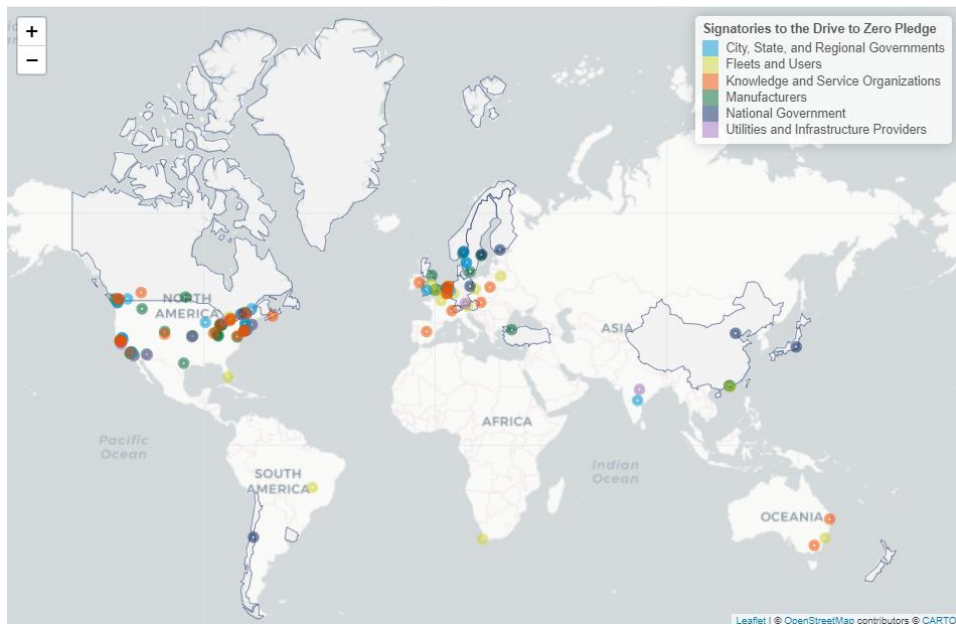 +
−
Signatories to the Drive to Zero Pledge
City, State, and Regional Governments
Fleets and Users
Knowledge and Service Organizations
Manufacturers
National Government
Utilities and Infrastructure Providers
NORTH
AMERICA
ASIA
Pacific
Ocean
AFRICA
SOUTH
AMERICA
Indian
Ocean
OCEANIA
Leaflet | © OpenStreetMap contributors © CARTO